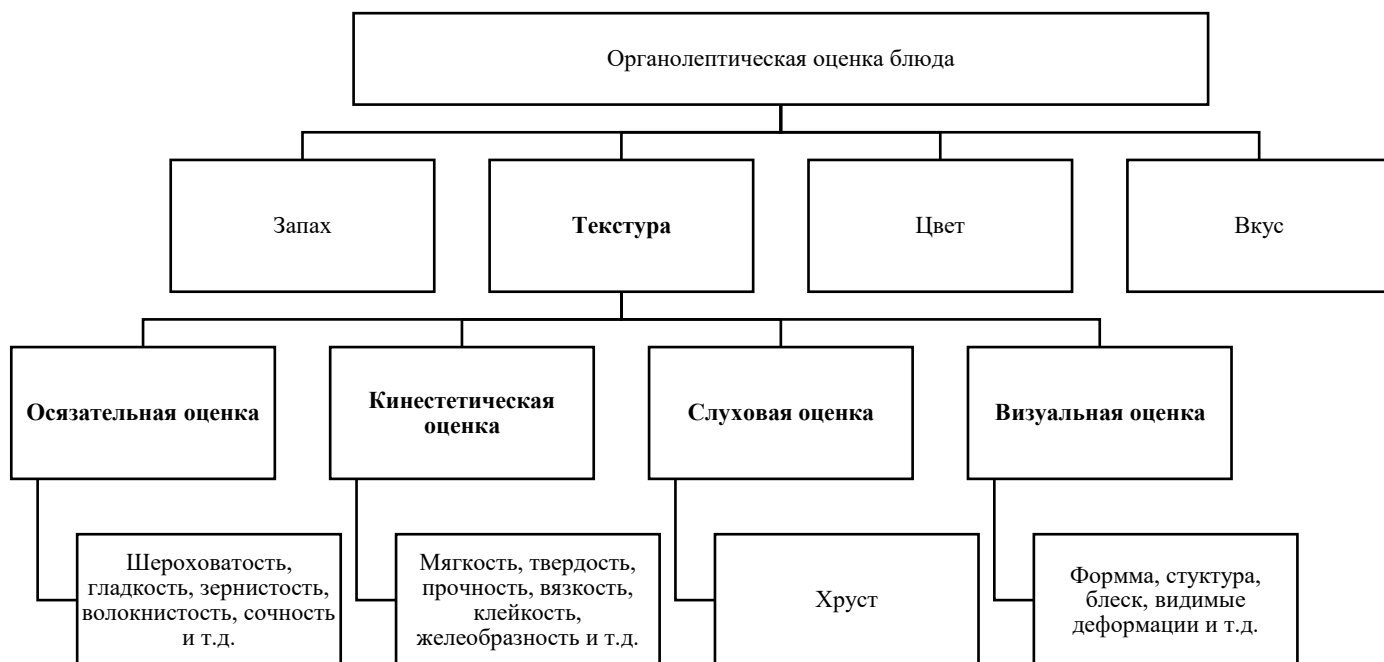 Органолептическая оценка блюда
Запах
Текстура
Цвет
Вкус
Осязательная оценка
Кинестетическая
оценка
Слуховая оценка
Визуальная оценка
Шероховатость,
гладкость, зернистость,
волокнистость, сочность
и т.д.
Мягкость, твердость,
прочность, вязкость,
клейкость,
желеобразность и т.д.
Хруст
Формма, стуктура,
блеск, видимые
деформации и т.д.